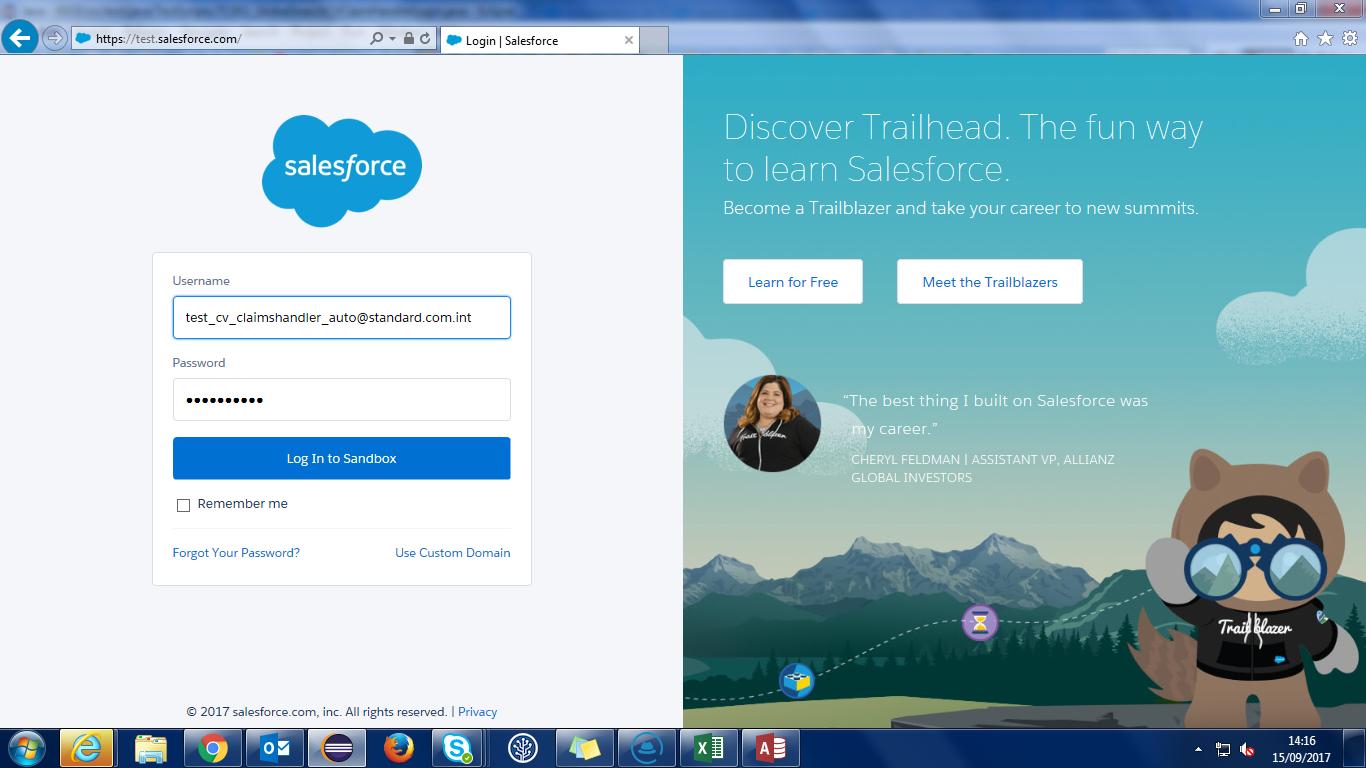 https://test.salesforce.com/
Login | Salesforce
salesforce
Username
test_cv_claimshandler_auto@standard.com.int
Password
••••••••••
Log In to Sandbox
Remember me
Forgot Your Password?
Use Custom Domain
© 2017 salesforce.com, inc. All rights reserved. | Privacy
Discover Trailhead. The fun way
to learn Salesforce.
Become a Trailblazer and take your career to new summits.
Learn for Free
Meet the Trailblazers
“The best thing I built on Salesforce was
my career.”
CHERYL FELDMAN | ASSISTANT VP, ALLIANZ
GLOBAL INVESTORS
Trailblazer
14:16
15/09/2017